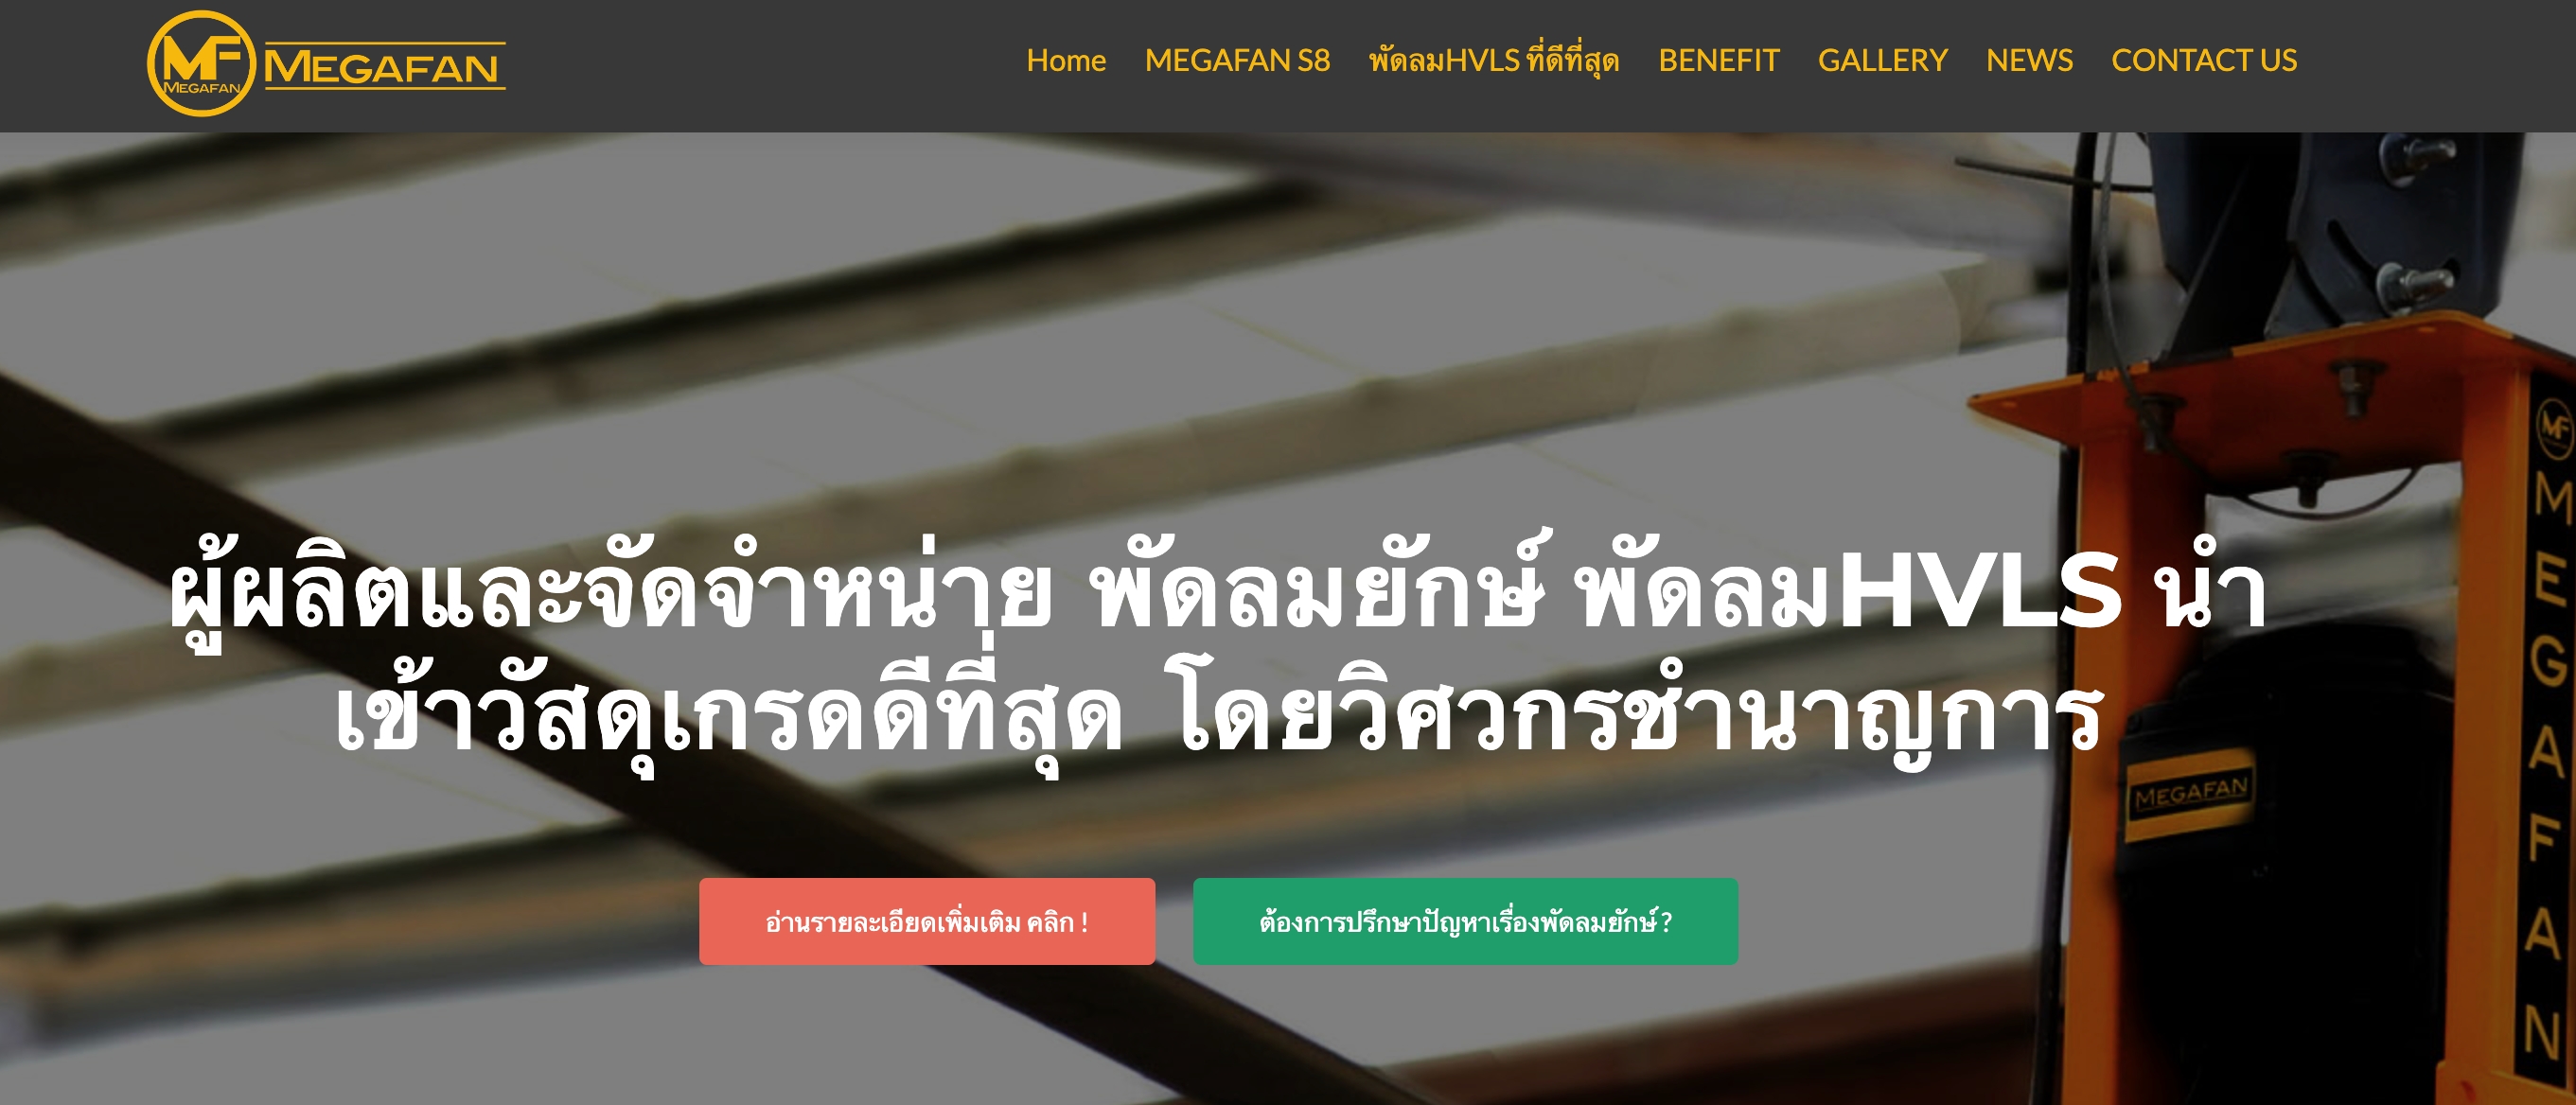 MF
MEGAFAN
MEGAFAN
Home
MEGAFAN S8
พัดลมHVLS ที่ดีที่สุด
BENEFIT
GALLERY
NEWS
CONTACT US
ผู้ผลิตและจัดจำหน่าย พัดลมยักษ์ พัดลมHVLS นำ
เข้าวัสดุเกรดดีที่สุด โดยวิศวกรชำนาญการ
อ่านรายละเอียดเพิ่มเติม คลิก !
ต้องการปรึกษาปัญหาเรื่องพัดลมยักษ์ ?
MF
MEGAFAN
MEGAFAN